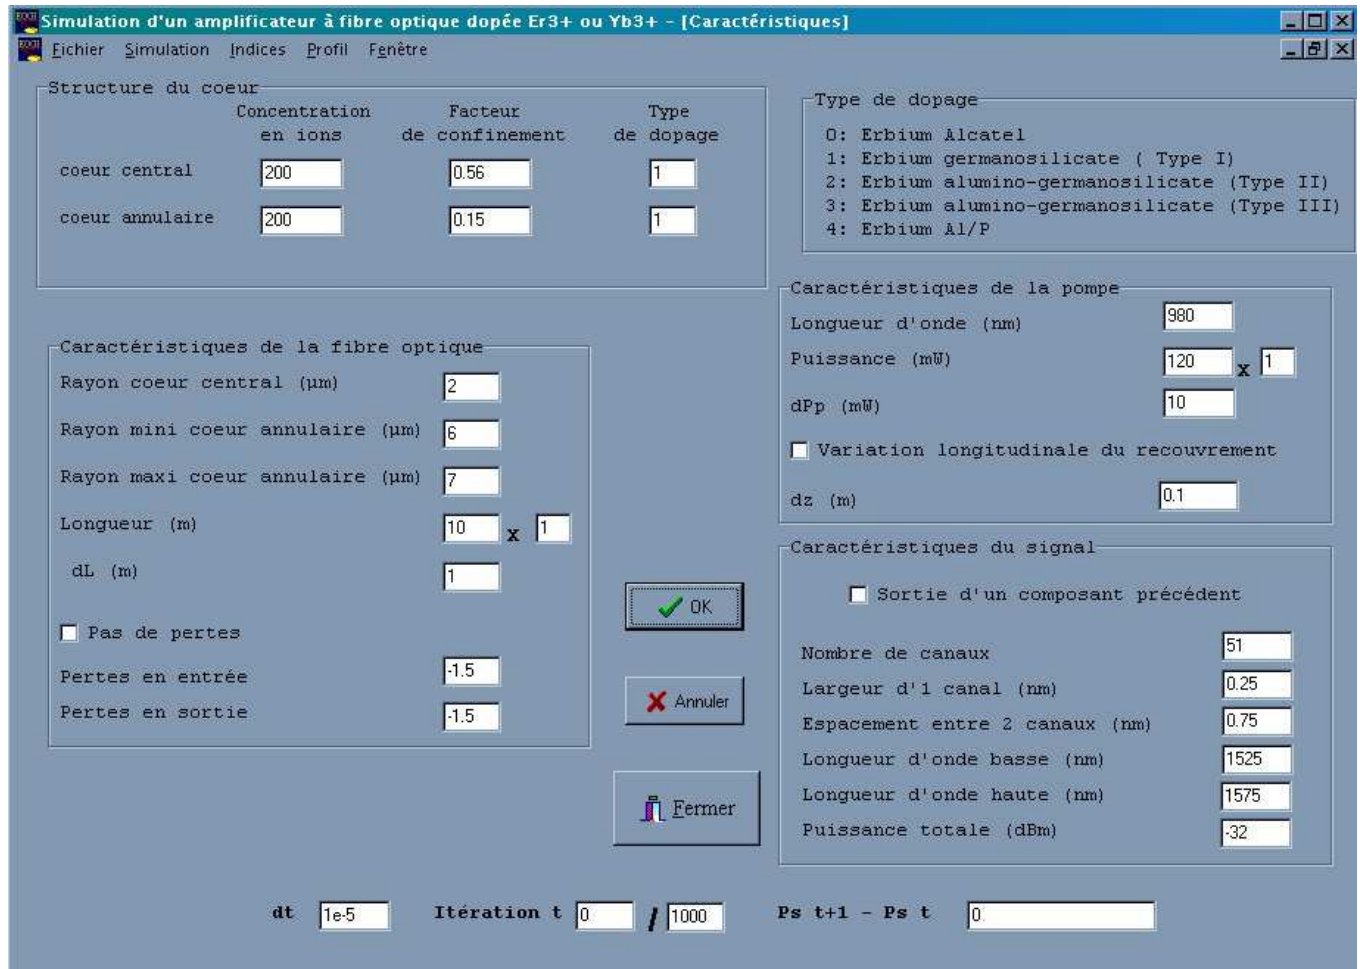 Simulation d'un amplificateur à fibre optique dopée Er3+ ou Yb3+ - [Caractéristiques]
Fichier Simulation Indices Profil Fenêtre
Structure du coeur
Concentration en ions
Facteur de confinement
Type de dopage
coeur central 200 0.56 1
coeur annulaire 200 0.15 1
Type de dopage
0: Erbium Alcatel
1: Erbium germanosilicate ( Type I)
2: Erbium alumino-germanosilicate (Type II)
3: Erbium alumino-germanosilicate (Type III)
4: Erbium Al/P
Caractéristiques de la fibre optique
Rayon coeur central (µm) 2
Rayon mini coeur annulaire (µm) 6
Rayon maxi coeur annulaire (µm) 7
Longueur (m) 10 x 1
dL (m) 1
Pas de pertes
Pertes en entrée -1.5
Pertes en sortie -1.5
OK
Annuler
Fermer
Caractéristiques de la pompe
Longueur d'onde (nm) 980
Puissance (mW) 120 x 1
dPp (mW) 10
Variation longitudinale du recouvrement
dz (m) 0.1
Caractéristiques du signal
Sortie d'un composant précédent
Nombre de canaux 51
Largeur d'1 canal (nm) 0.25
Espacement entre 2 canaux (nm) 0.75
Longueur d'onde basse (nm) 1525
Longueur d'onde haute (nm) 1575
Puissance totale (dBm) -32
dt 1e-5 Itération t 0 / 1000 Ps t+1 - Ps t 0